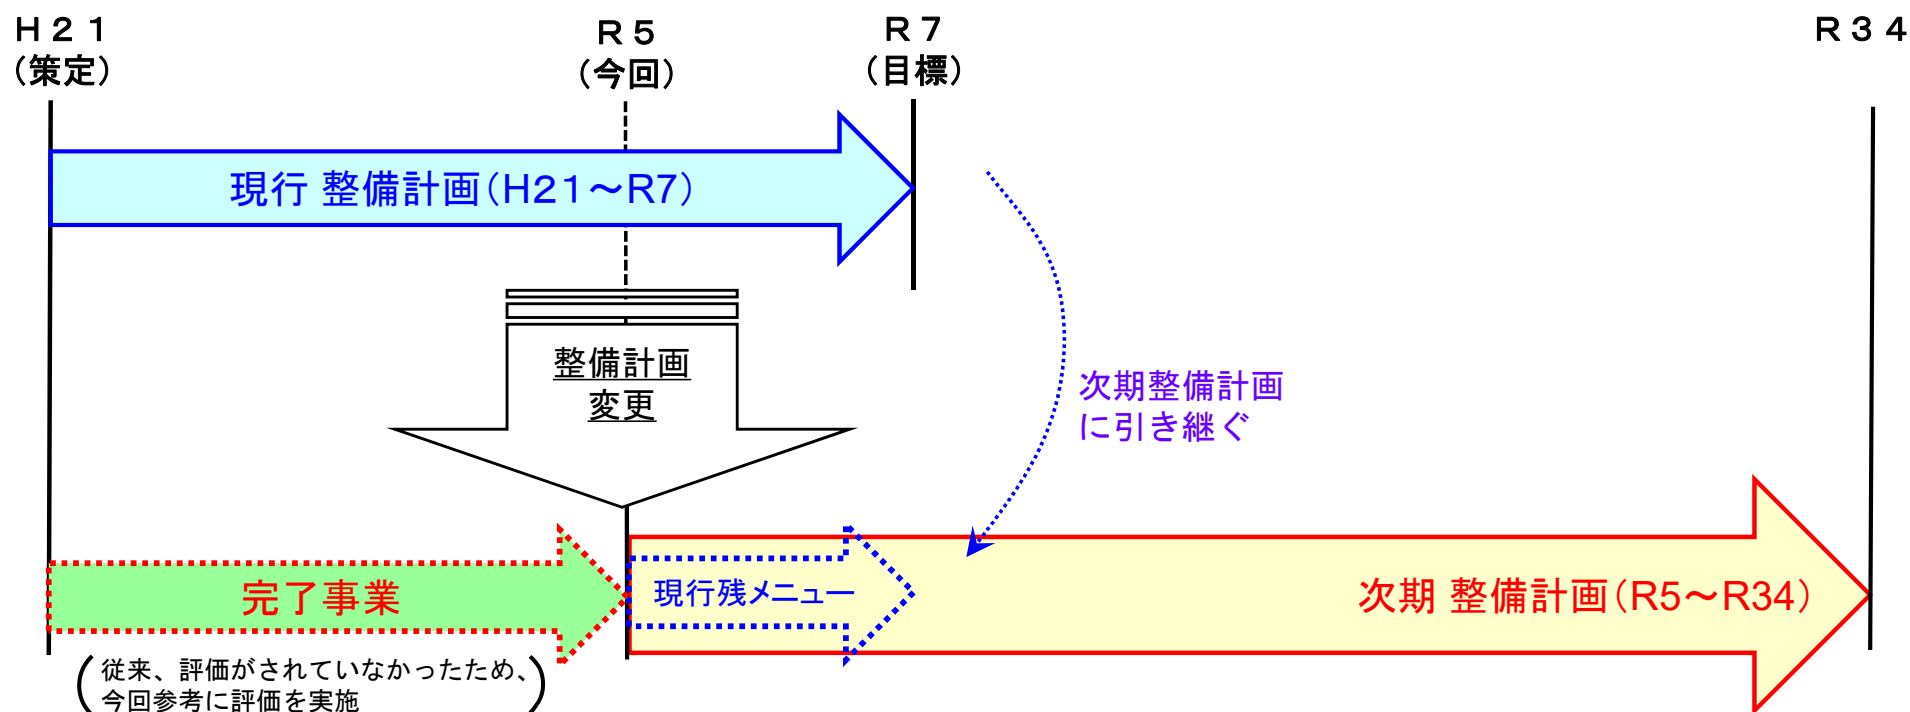 H２１
(策定)
R５
(今回)
R７
(目標)
R３４
現行 整備計画(H２１～R7)
整備計画
変更
次期整備計画
に引き継ぐ
完了事業
現行残メニュー
次期 整備計画(R5～R34)
従来、評価がされていなかったため、
今回参考に評価を実施